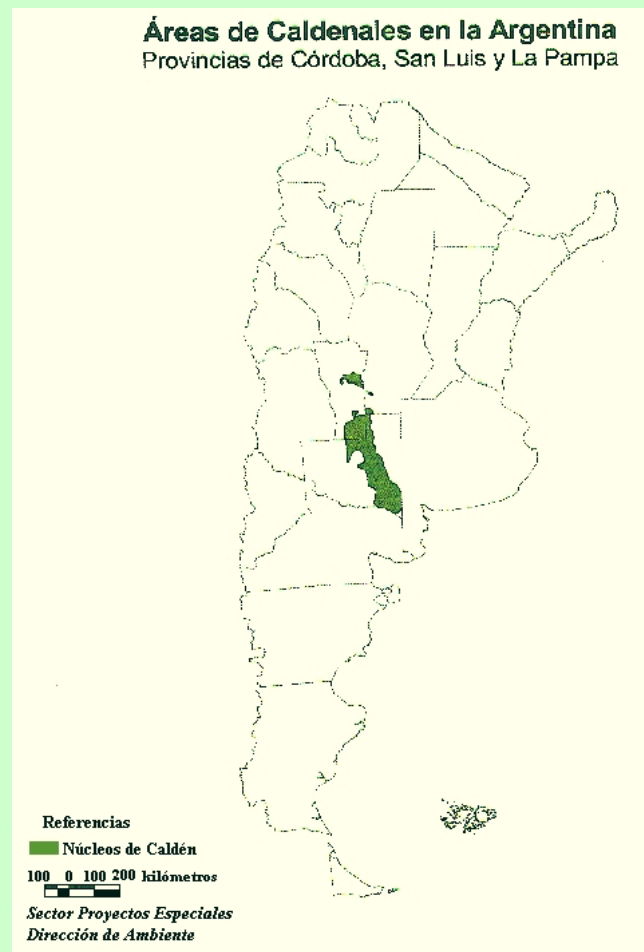 Áreas de Caldenales en la Argentina
Provincias de Córdoba, San Luis y La Pampa
Referencias
Núcleos de Caldén
100 0 100 200 kilómetros
Sector Proyectos Especiales
Dirección de Ambiente